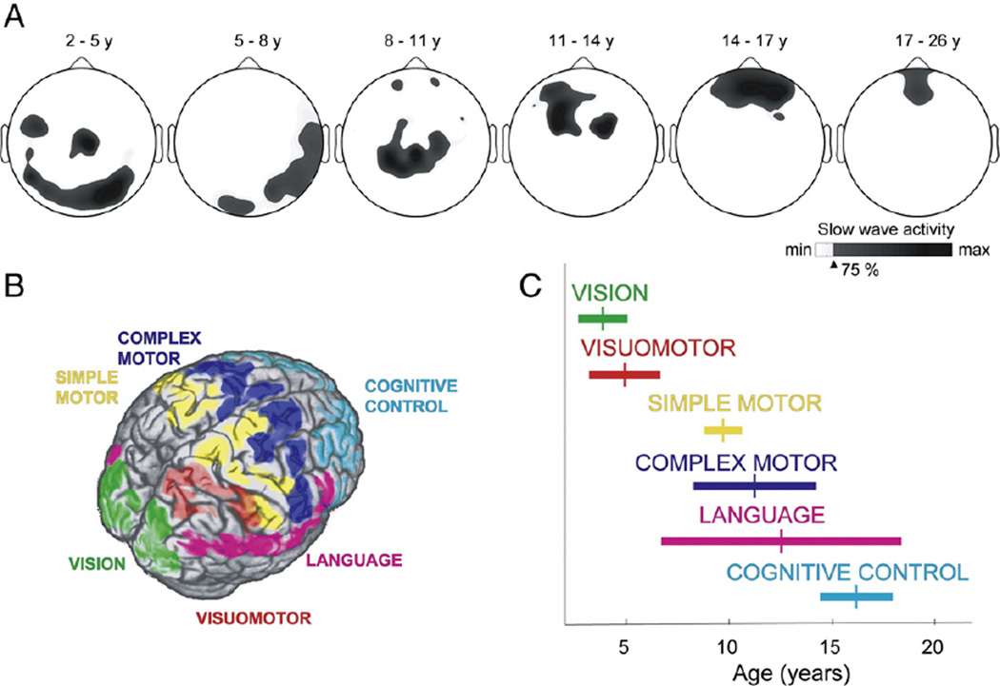 A
2 - 5 y
5 - 8 y
8 - 11 y
11 - 14 y
14 - 17 y
17 - 26 y
Slow wave activity
min
max
75 %
B
COMPLEX
MOTOR
SIMPLE
MOTOR
COGNITIVE
CONTROL
VISION
LANGUAGE
VISUOMOTOR
C
VISION
VISUOMOTOR
SIMPLE MOTOR
COMPLEX MOTOR
LANGUAGE
COGNITIVE CONTROL
5
10
15
20
Age (years)